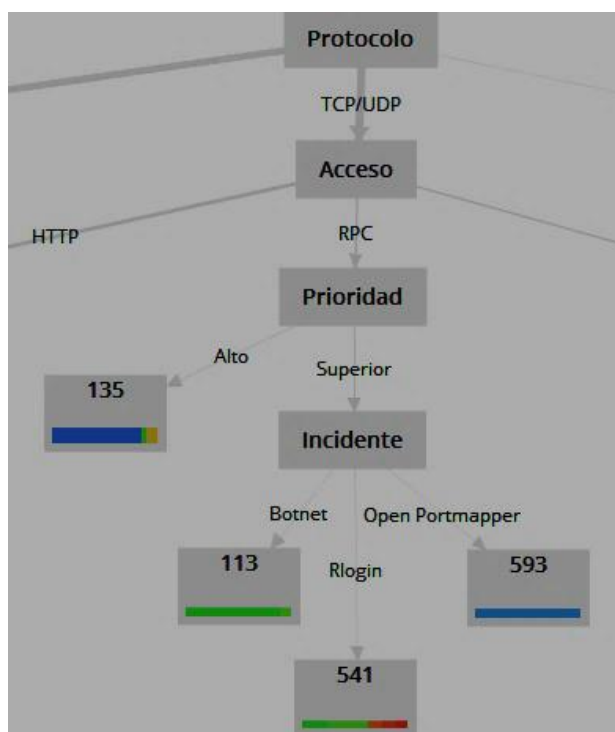 Protocolo
TCP/UDP
Acceso
HTTP
RPC
Prioridad
Alto
Superior
135
Incidente
Botnet
Open Portmapper
113
Rlogin
593
541